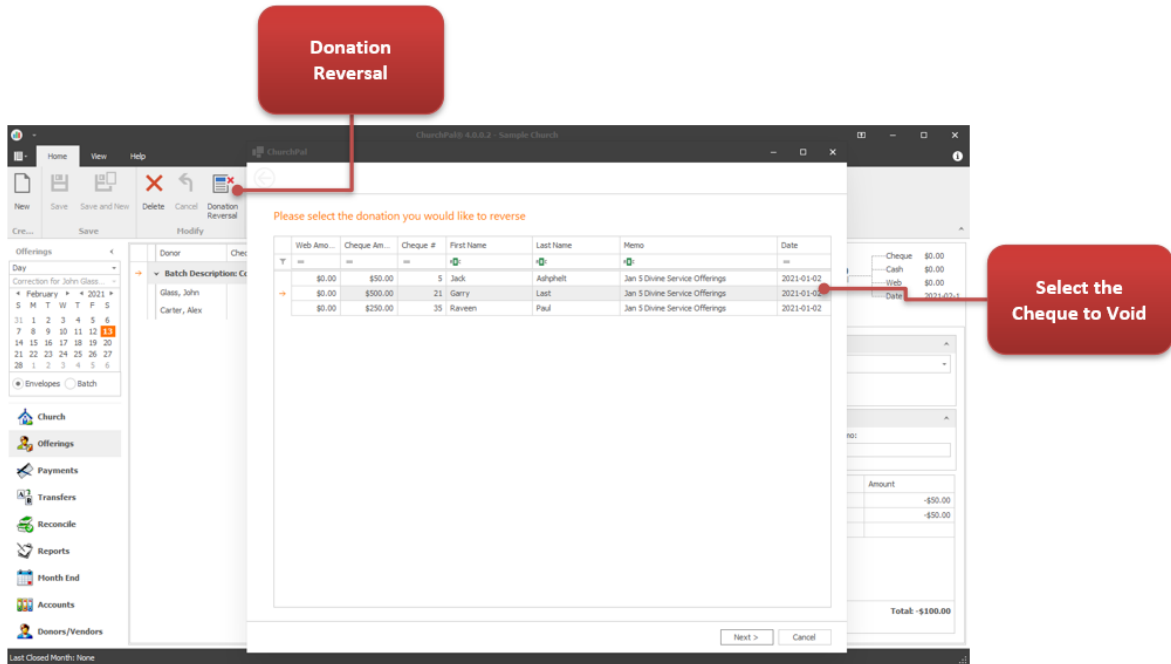 Donation
Reversal
ChurchPal® 4.0.0.2 - Sample Church
Home View Help
ChurchPal
New Save Save and New Delete Cancel Donation
Reversal
Cre... Save Modify
Please select the donation you would like to reverse
Offerings
Day
Correction for John Glass...
February 2021
S M T W T F S
31 1 2 3 4 5 6
7 8 9 10 11 12 13
14 15 16 17 18 19 20
21 22 23 24 25 26 27
28 1 2 3 4 5 6
Envelopes Batch
Church
Offerings
Payments
Transfers
Reconcile
Reports
Month End
Accounts
Donors/Vendors
Last Closed Month: None
Donor Chec
Batch Description: Co
Glass, John
Carter, Alex
Web Amo... Cheque Am... Cheque # First Name Last Name Memo Date
= = = =
$0.00 $50.00 5 Jack Ashphelt Jan 5 Divine Service Offerings 2021-01-02
$0.00 $500.00 21 Garry Last Jan 5 Divine Service Offerings 2021-01-02
$0.00 $250.00 35 Raveen Paul Jan 5 Divine Service Offerings 2021-01-02
Next > Cancel
Cheque $0.00
Cash $0.00
Web $0.00
Date 2021-02-1
Select the
Cheque to Void
mo:
Amount
-$50.00
-$50.00
Total: -$100.00